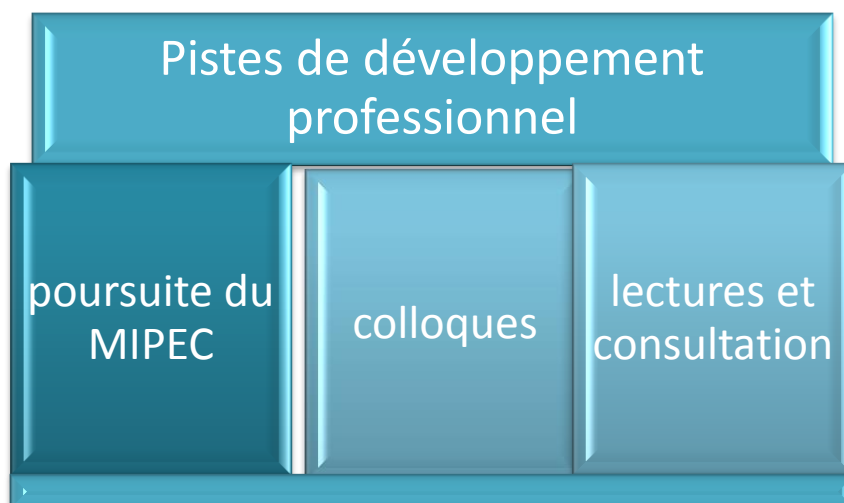 Pistes de développement
professionnel
poursuite du
MIPEC
colloques
lectures et
consultation